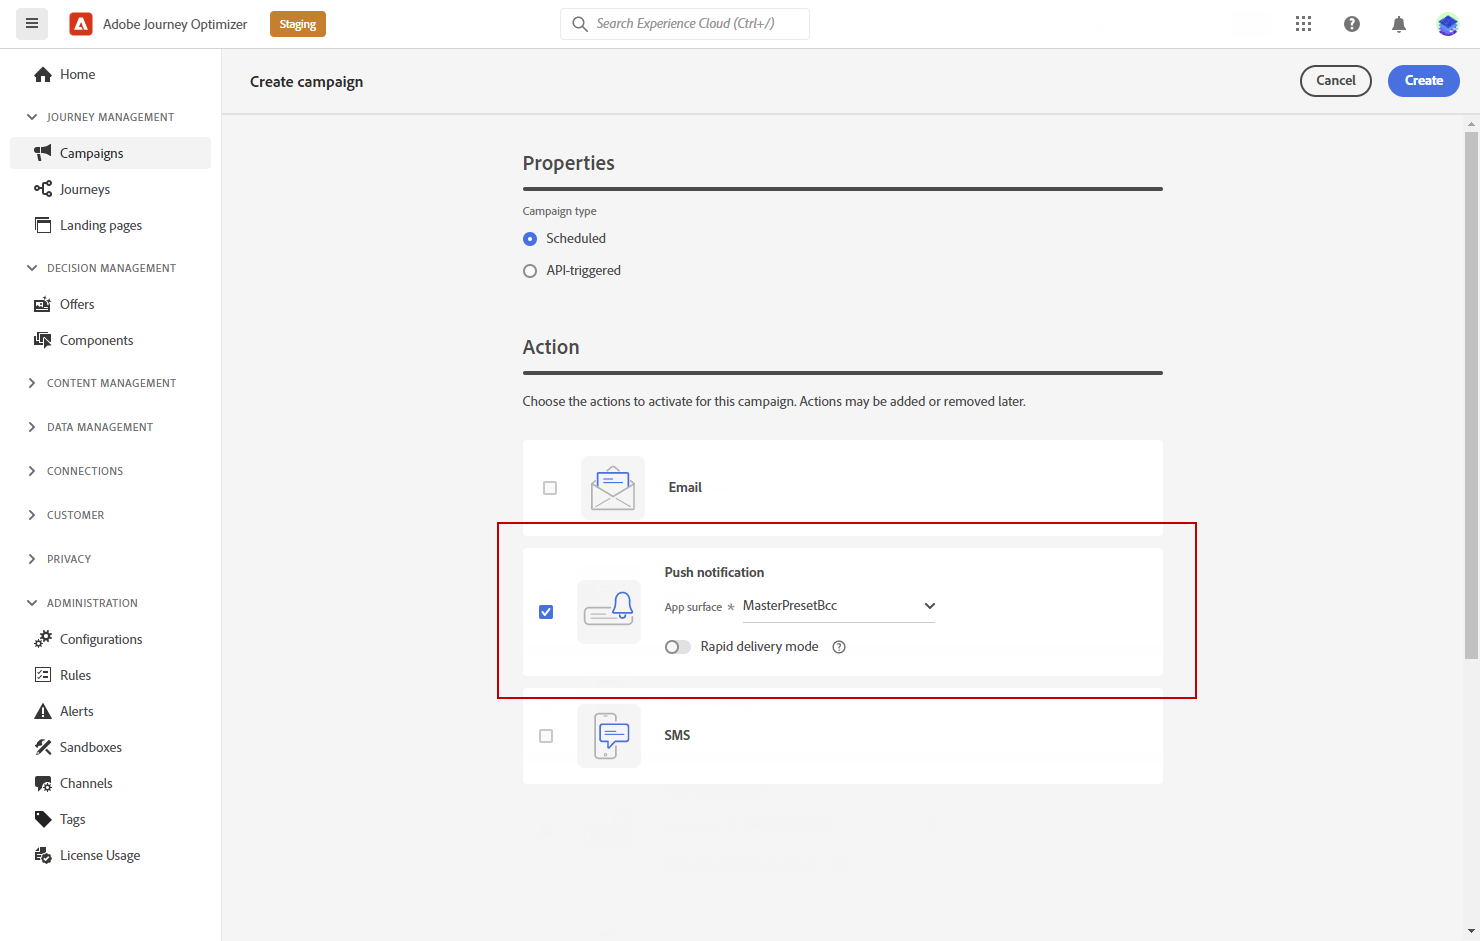 Adobe Journey Optimizer
Staging
Search Experience Cloud (Ctrl+/)
Home
JOURNEY MANAGEMENT
Campaigns
Journeys
Landing pages
DECISION MANAGEMENT
Offers
Components
CONTENT MANAGEMENT
DATA MANAGEMENT
CONNECTIONS
CUSTOMER
PRIVACY
ADMINISTRATION
Configurations
Rules
Alerts
Sandboxes
Channels
Tags
License Usage
Create campaign
Cancel
Create
Properties
Campaign type
Scheduled
API-triggered
Action
Choose the actions to activate for this campaign. Actions may be added or removed later.
Email
Push notification
App surface * MasterPresetBcc
Rapid delivery mode
SMS